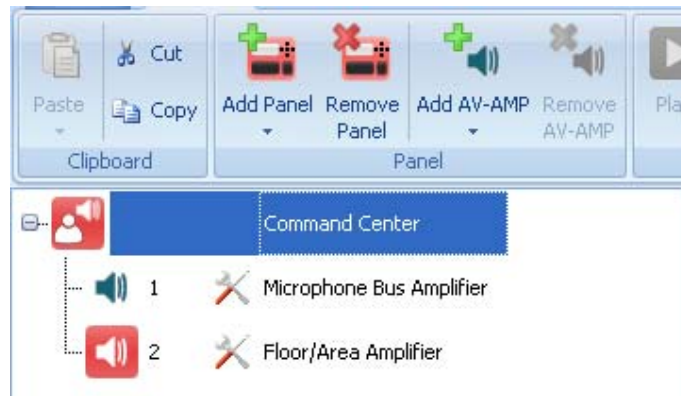 Paste
Cut
Copy
Clipboard
Add Panel
Remove
Panel
Add AV-AMP
Remove
AV-AMP
Panel
Command Center
1 Microphone Bus Amplifier
2 Floor/Area Amplifier